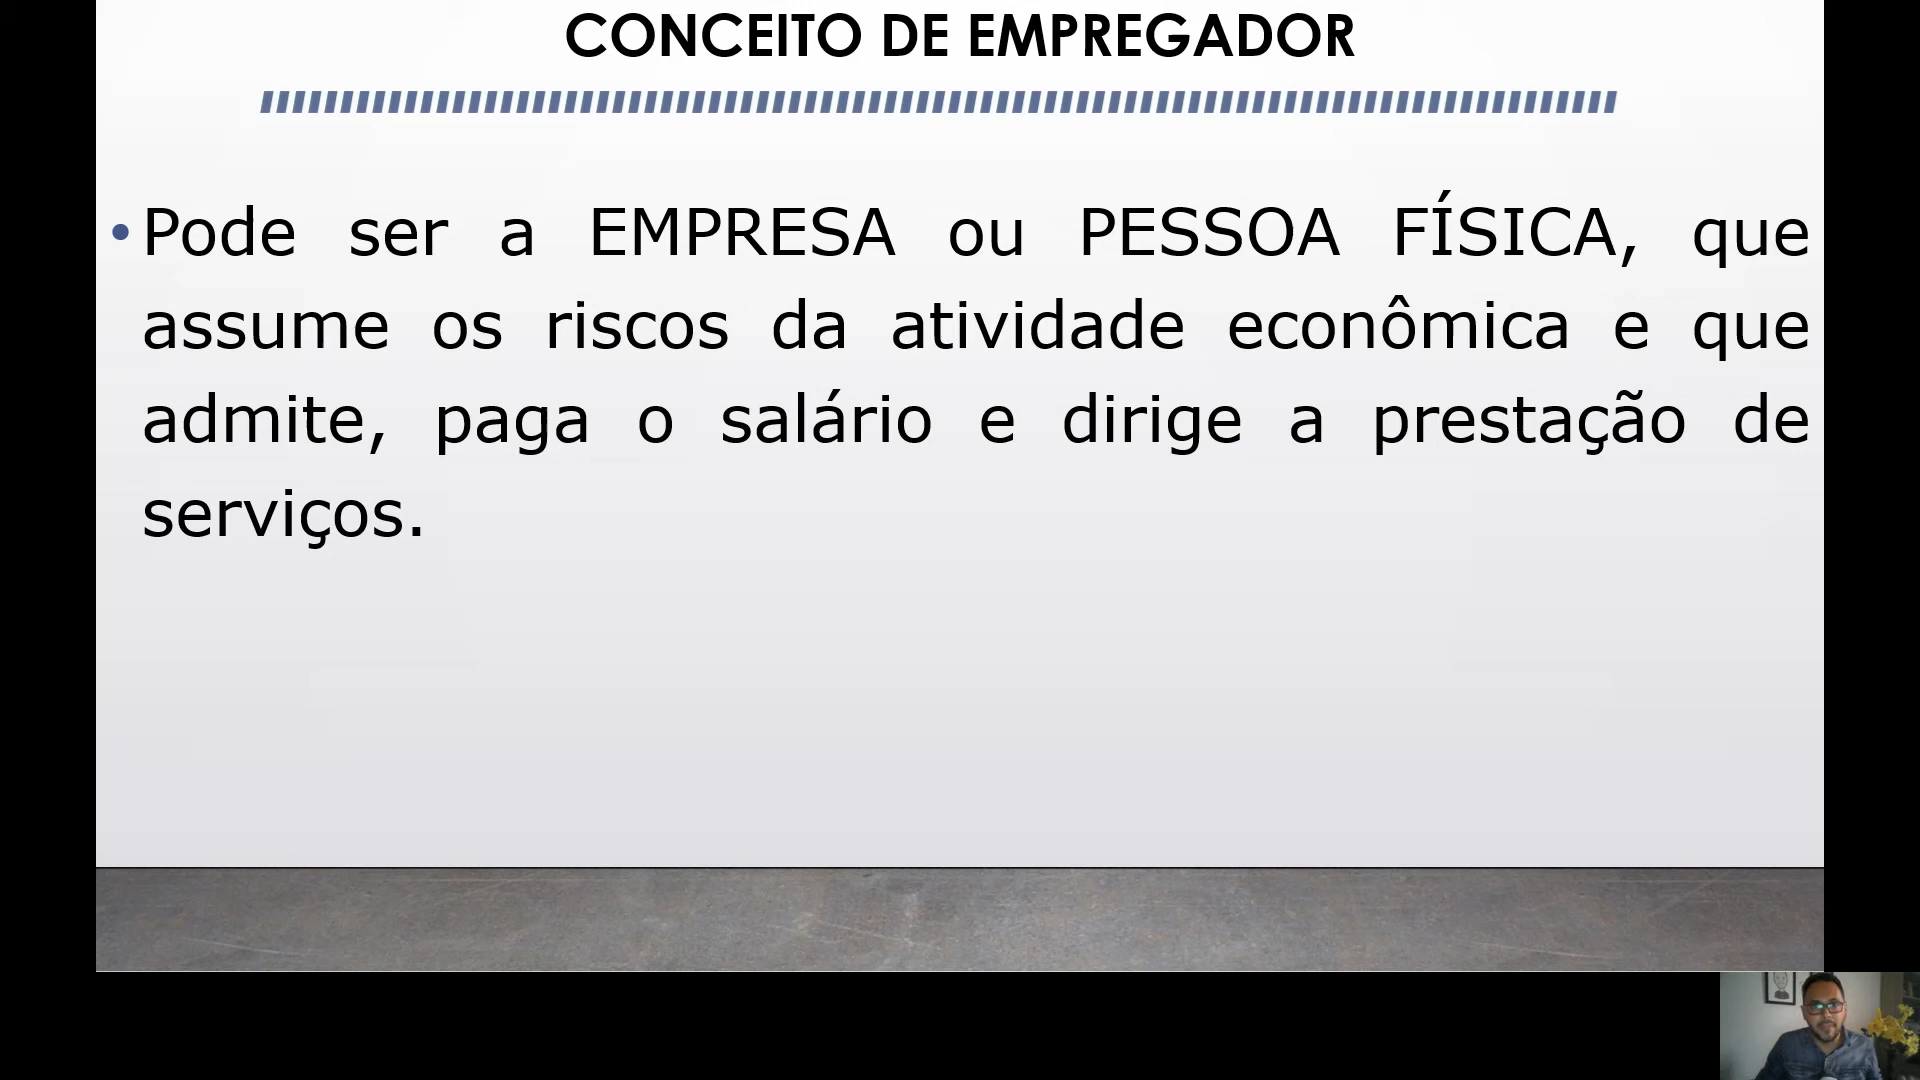 CONCEITO DE EMPREGADOR
• Pode ser a EMPRESA ou PESSOA FÍSICA, que
assume os riscos da atividade econômica e que
admite, paga o salário e dirige a prestação de
serviços.